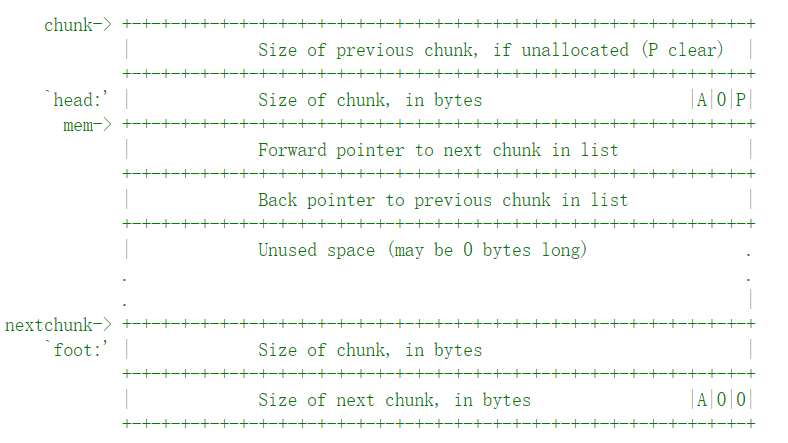 chunk-> +-+-+-+-+-+-+-+-+-+-+-+-+-+-+-+-+-+-+-+-+-+-+-+-+-+-+-+-+-+-+-+-+
| Size of previous chunk, if unallocated (P clear) |
+-+-+-+-+-+-+-+-+-+-+-+-+-+-+-+-+-+-+-+-+-+-+-+-+-+-+-+-+-+-+-+-+
`head:' | Size of chunk, in bytes |A|0|P|
mem-> +-+-+-+-+-+-+-+-+-+-+-+-+-+-+-+-+-+-+-+-+-+-+-+-+-+-+-+-+-+-+-+-+
| Forward pointer to next chunk in list |
+-+-+-+-+-+-+-+-+-+-+-+-+-+-+-+-+-+-+-+-+-+-+-+-+-+-+-+-+-+-+-+-+
| Back pointer to previous chunk in list |
+-+-+-+-+-+-+-+-+-+-+-+-+-+-+-+-+-+-+-+-+-+-+-+-+-+-+-+-+-+-+-+-+
| Unused space (may be 0 bytes long) .
. .
. |
nextchunk-> +-+-+-+-+-+-+-+-+-+-+-+-+-+-+-+-+-+-+-+-+-+-+-+-+-+-+-+-+-+-+-+-+
`foot:' | Size of chunk, in bytes |
+-+-+-+-+-+-+-+-+-+-+-+-+-+-+-+-+-+-+-+-+-+-+-+-+-+-+-+-+-+-+-+-+
| Size of next chunk, in bytes |A|0|0|
+-+-+-+-+-+-+-+-+-+-+-+-+-+-+-+-+-+-+-+-+-+-+-+-+-+-+-+-+-+-+-+-+